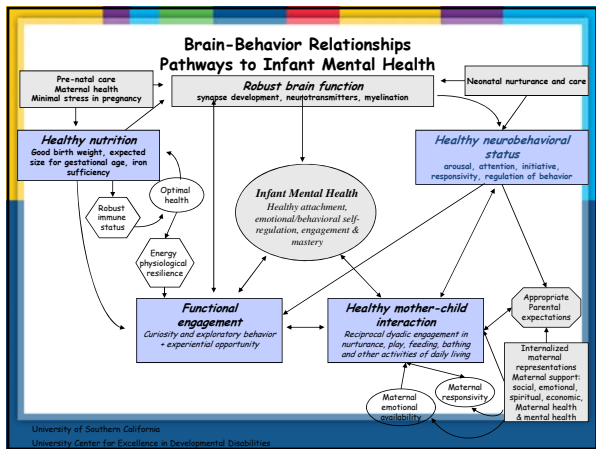 Brain-Behavior Relationships
Pathways to Infant Mental Health
Pre-natal care
Maternal health
Minimal stress in pregnancy
Robust brain function
synapse development, neurotransmitters, myelination
Neonatal nurturance and care
Healthy nutrition
Good birth weight, expected
size for gestational age, iron
sufficiency
Healthy neurobehavioral
status
arousal, attention, initiative,
responsivity, regulation of behavior
Optimal
health
Robust
immune
status
Infant Mental Health
Healthy attachment,
emotional/behavioral self-
regulation, engagement &
mastery
Energy
physiological
resilience
Functional
engagement
Curiosity and exploratory behavior
+ experiential opportunity
Healthy mother-child
interaction
Reciprocal dyadic engagement in
nurturance, play, feeding, bathing
and other activities of daily living
Appropriate
Parental
expectations
Internalized
maternal
representations
Maternal support:
social, emotional,
spiritual, economic,
Maternal health
& mental health
Maternal
responsivity
Maternal
emotional
availability
University of Southern California
University Center for Excellence in Developmental Disabilities